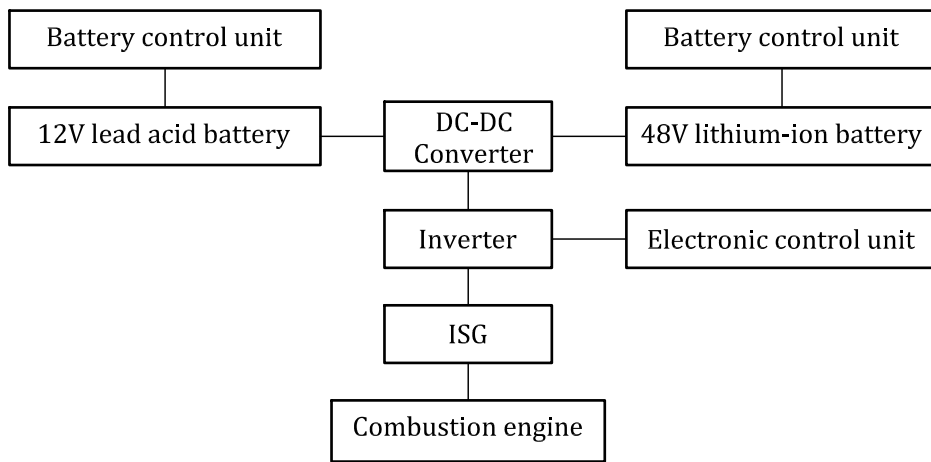 Battery control unit
Battery control unit
12V lead acid battery
DC-DC
Converter
48V lithium-ion battery
Inverter
Electronic control unit
ISG
Combustion engine